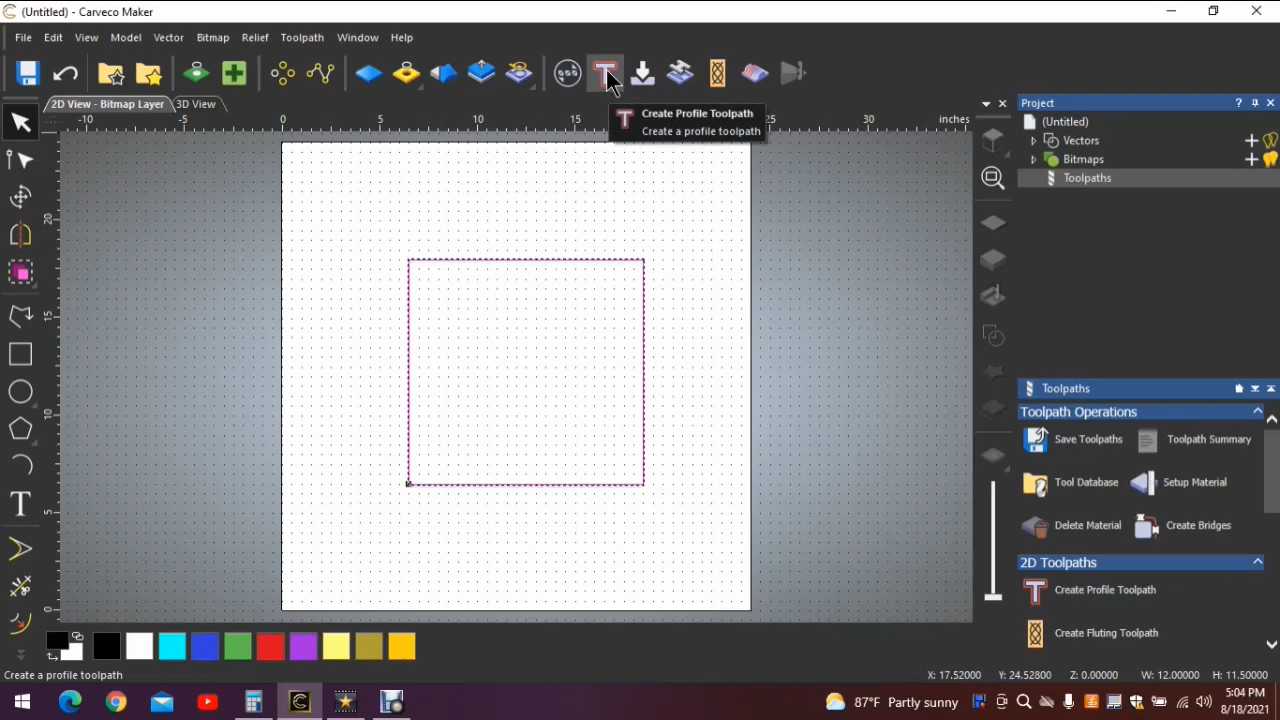 (Untitled) - Carveco Maker
File Edit View Model Vector Bitmap Relief Toolpath Window Help
2D View - Bitmap Layer 3D View
Create Profile Toolpath
Create a profile toolpath
-10 -5 0 5 10 15 25 30 inches
20
15
10
5
0
Project
(Untitled)
Vectors
Bitmaps
Toolpaths
Toolpaths
Toolpath Operations
Save Toolpaths Toolpath Summary
Tool Database Setup Material
Delete Material Create Bridges
2D Toolpaths
Create Profile Toolpath
Create Fluting Toolpath
Create a profile toolpath
X: 17.52000 Y: 24.52800 Z: 0.00000 W: 12.00000 H: 11.50000
87°F Partly sunny
5:04 PM
8/18/2021